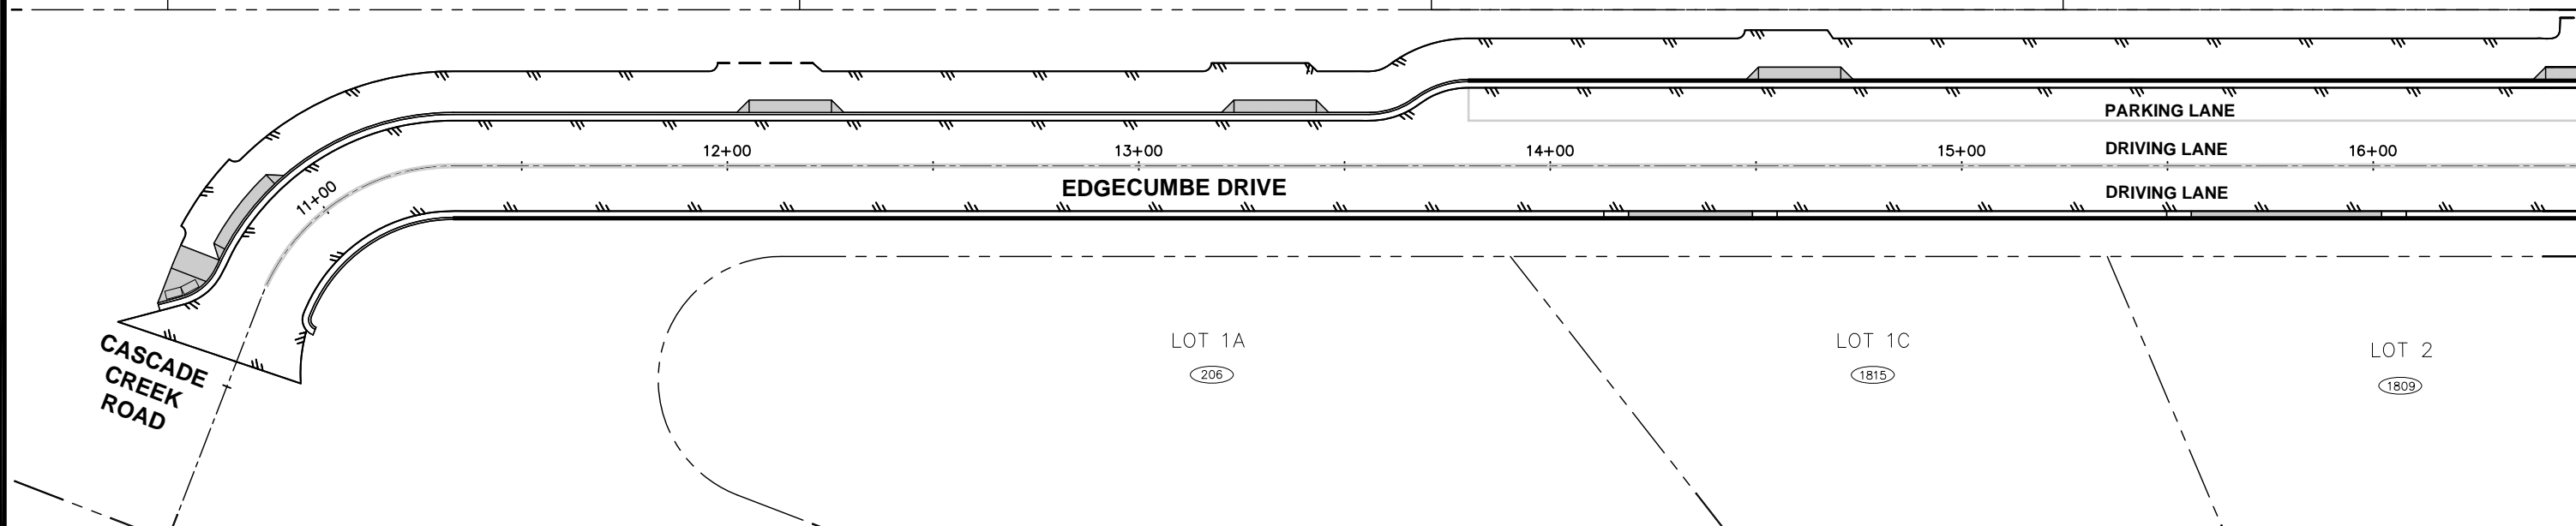 PARKING LANE
12+00 13+00 14+00 15+00 DRIVING LANE 16+00
11+00
EDGECUMBE DRIVE
DRIVING LANE
CASCADE
CREEK
ROAD
LOT 1A
206
LOT 1C
1815
LOT 2
1809